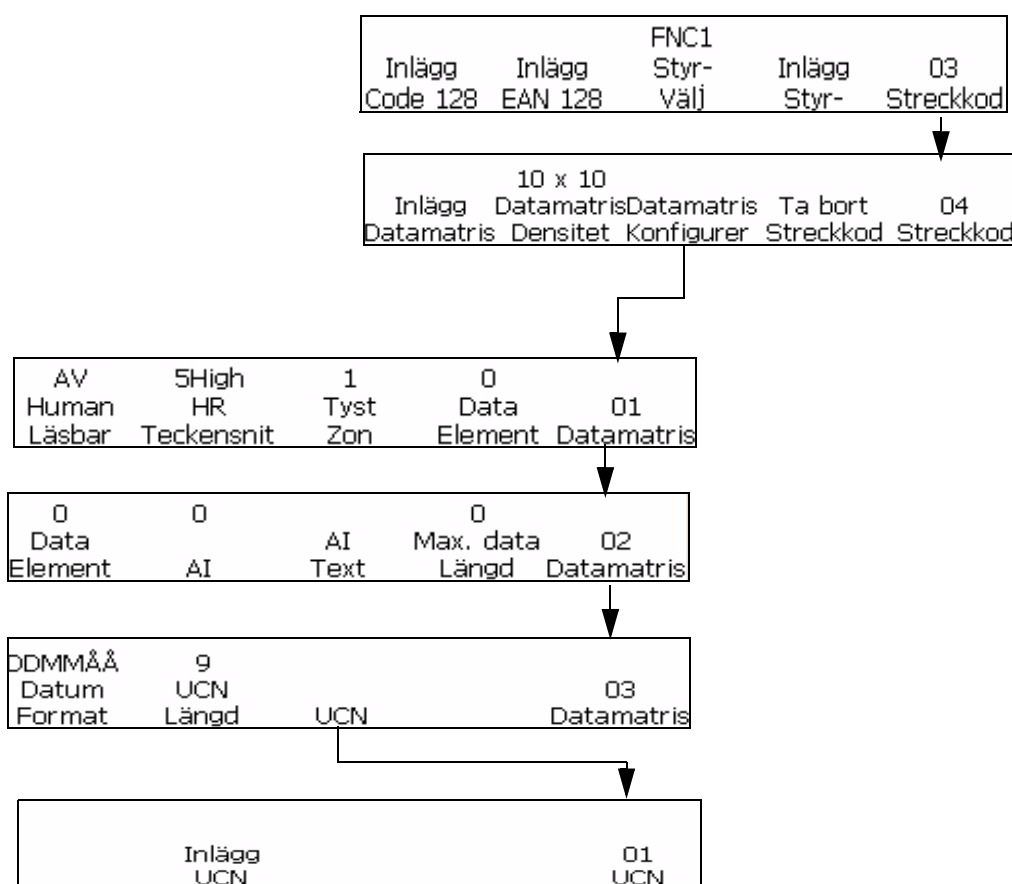 FNC1
Inlägg Inlägg Styr- Inlägg 03
Code 128 EAN 128 Välj Styr- Streckkod
10 x 10
Inlägg Datamatris Datamatris Ta bort 04
Datamatris Densitet Konfigurer Streckkod Streckkod
AV 5High 1 0
Human HR Tyst Data 01
Läsbar Teckensnit Zon Element Datamatris
0 0 0
Data AI Max. data 02
Element AI Text Längd Datamatris
DDMMÅÅ 9
Datum UCN 03
Format Längd UCN Datamatris
Inlägg 01
UCN UCN